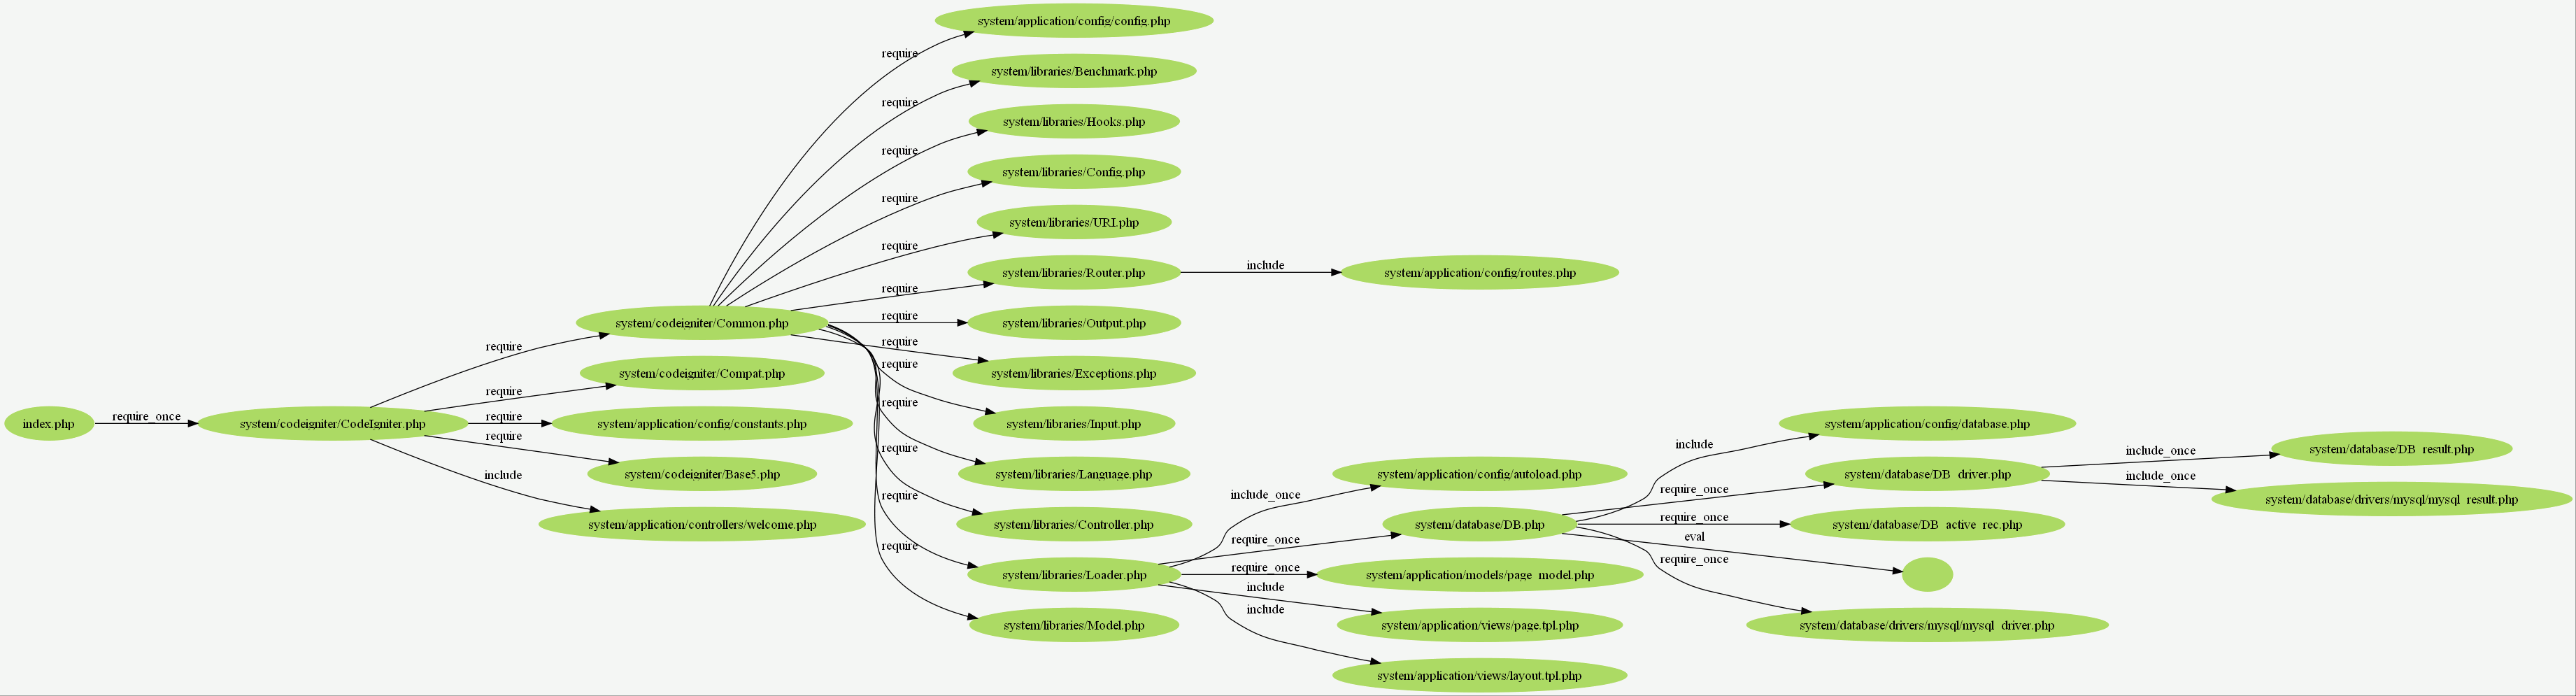 index.php
require_once
system/codeigniter/CodeIgniter.php
require
require
require
require
include
system/codeigniter/Common.php
system/codeigniter/Compat.php
system/application/config/constants.php
system/codeigniter/Base5.php
system/application/controllers/welcome.php
require
require
require
require
require
require
require
require
require
require
require
require
require
system/application/config/config.php
system/libraries/Benchmark.php
system/libraries/Hooks.php
system/libraries/Config.php
system/libraries/URI.php
system/libraries/Router.php
system/libraries/Output.php
system/libraries/Exceptions.php
system/libraries/Input.php
system/libraries/Language.php
system/libraries/Controller.php
system/libraries/Loader.php
system/libraries/Model.php
include
system/application/config/routes.php
include_once
require_once
require_once
include
include
system/application/config/autoload.php
system/database/DB.php
system/application/models/page_model.php
system/application/views/page.tpl.php
system/application/views/layout.tpl.php
include
require_once
require_once
eval
require_once
system/application/config/database.php
system/database/DB_driver.php
system/database/DB_active_rec.php
system/database/drivers/mysql/mysql_driver.php
include_once
include_once
system/database/DB_result.php
system/database/drivers/mysql/mysql_result.php